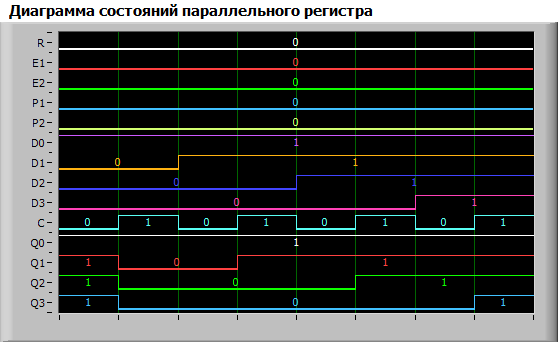 Диаграмма состояний параллельного регистра
R 0
E1 0
E2 0
P1 0
P2 0
D0 1
D1 0 1
D2 0 1
D3 0 1
C 0 1 0 1 0 1 0 1
Q0 1
Q1 1 0 1
Q2 1 0 1
Q3 1 0 1